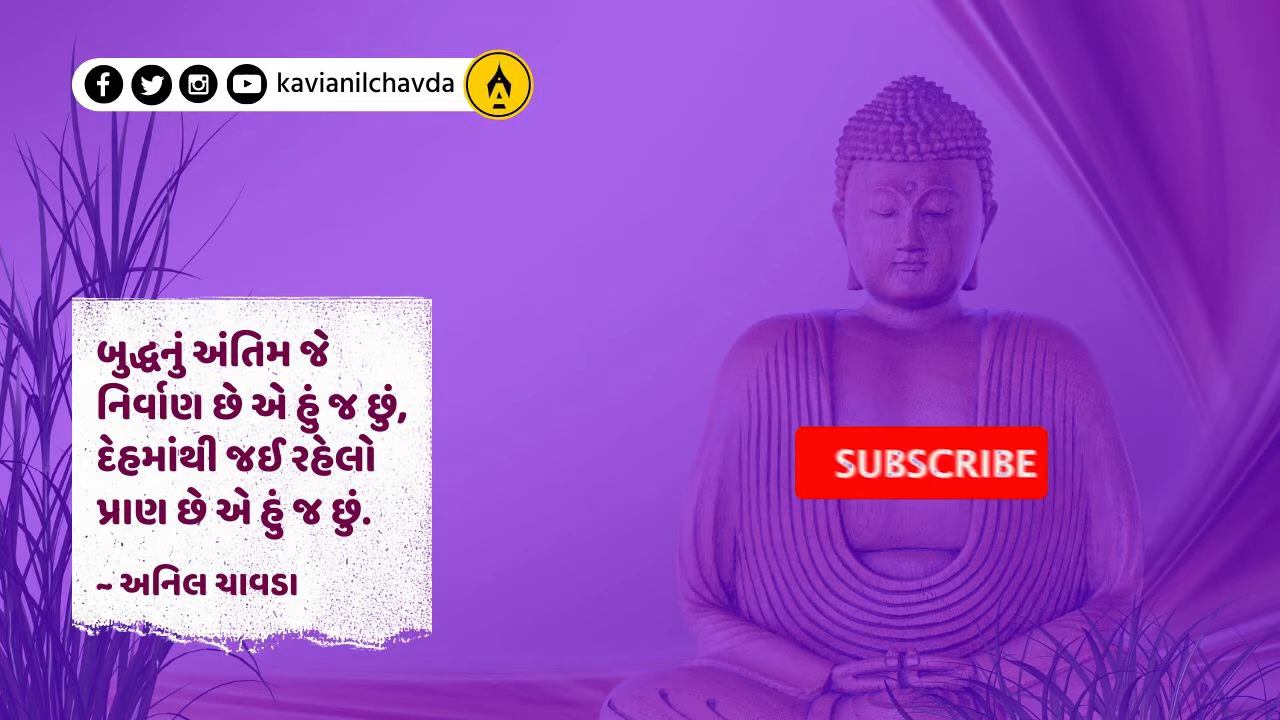 kavianilchavda
બુદ્ધનું અંતિમ જે
નિર્વાણ છે એ હું જ છું,
દેહમાંથી જઈ રહેલો
પ્રાણ છે એ હું જ છું.
~ અનિલ ચાવડા
SUBSCRIBE